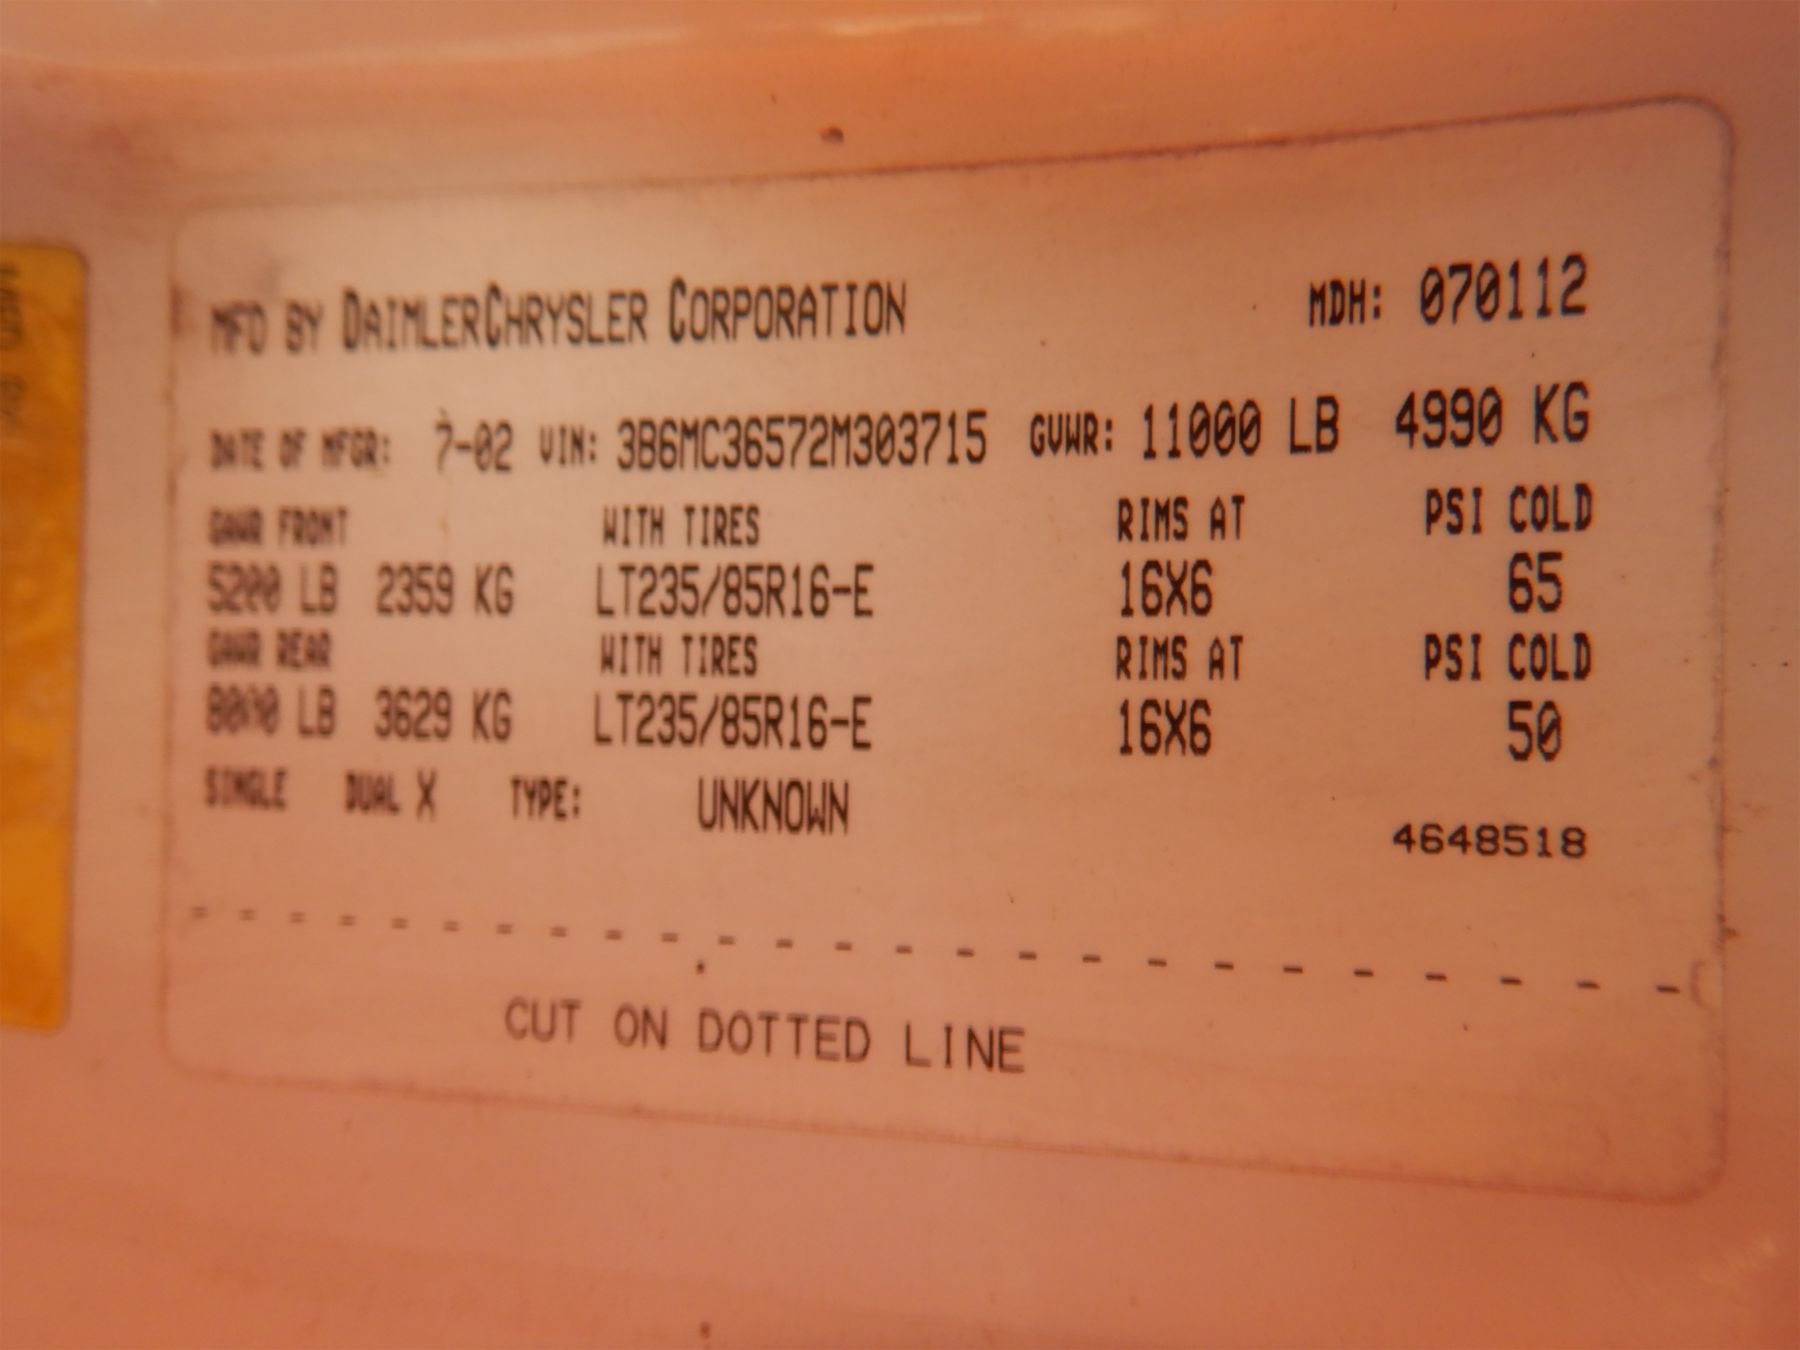 MFD BY DAIMLERCHRYSLER CORPORATION MDH: 070112
DATE OF MFGR: 7-02 VIN: 3B6MC36572M303715 GVWR: 11000 LB 4990 KG
GAWR FRONT WITH TIRES RIMS AT PSI COLD
5200 LB 2359 KG LT235/85R16-E 16X6 65
GAWR REAR WITH TIRES RIMS AT PSI COLD
8000 LB 3629 KG LT235/85R16-E 16X6 50
SINGLE DUAL X TYPE: UNKNOWN
4648518
CUT ON DOTTED LINE